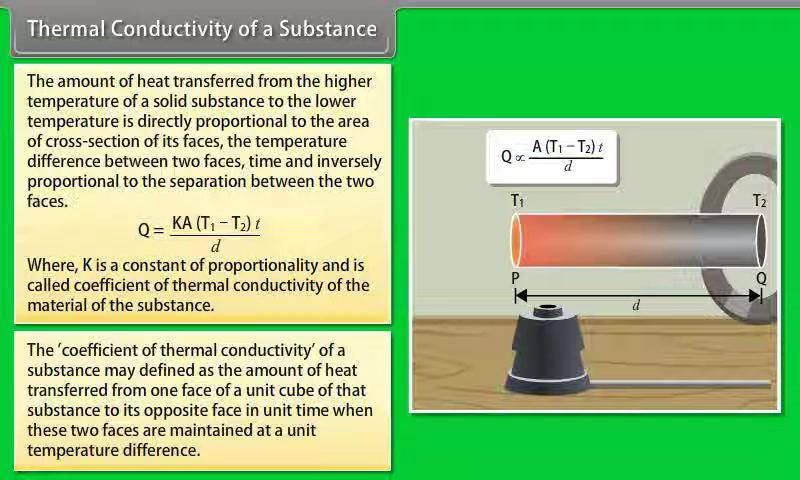 Thermal Conductivity of a Substance
The amount of heat transferred from the higher
temperature of a solid substance to the lower
temperature is directly proportional to the area
of cross-section of its faces, the temperature
difference between two faces, time and inversely
proportional to the separation between the two
faces.
Q = KA (T₁ − T₂) t / d
Where, K is a constant of proportionality and is
called coefficient of thermal conductivity of the
material of the substance.
The 'coefficient of thermal conductivity' of a
substance may defined as the amount of heat
transferred from one face of a unit cube of that
substance to its opposite face in unit time when
these two faces are maintained at a unit
temperature difference.
Q ∝ A (T₁ − T₂) t / d
T₁ T₂
P Q
d